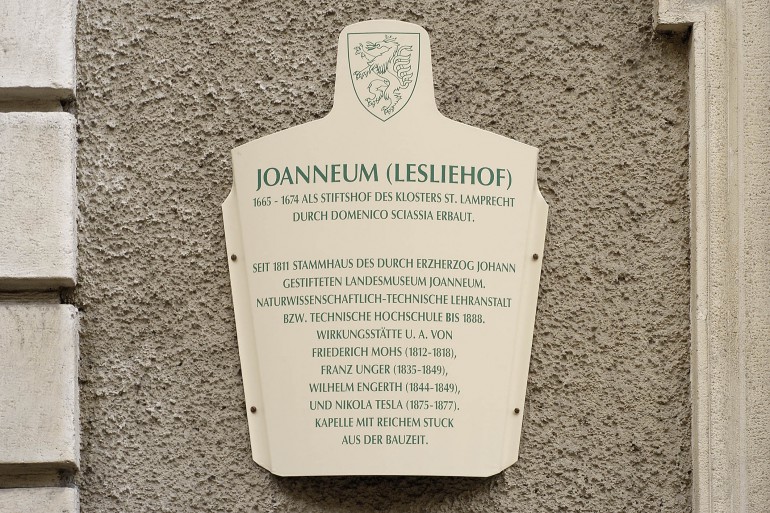 JOANNEUM (LESLIEHOF)
1665 - 1674 ALS STIFTSHOF DES KLOSTERS ST. LAMPRECHT
DURCH DOMENICO SCIASSIA ERBAUT.
SEIT 1811 STAMMHAUS DES DURCH ERZHERZOG JOHANN
GESTIFTETEN LANDESMUSEUM JOANNEUM.
NATURWISSENSCHAFTLICH-TECHNISCHE LEHRANSTALT
BZW. TECHNISCHE HOCHSCHULE BIS 1888.
WIRKUNGSSTÄTTE U. A. VON
FRIEDERICH MOHS (1812-1818),
FRANZ UNGER (1835-1849),
WILHELM ENGERTH (1844-1849),
UND NIKOLA TESLA (1875-1877).
KAPELLE MIT REICHEM STUCK
AUS DER BAUZEIT.